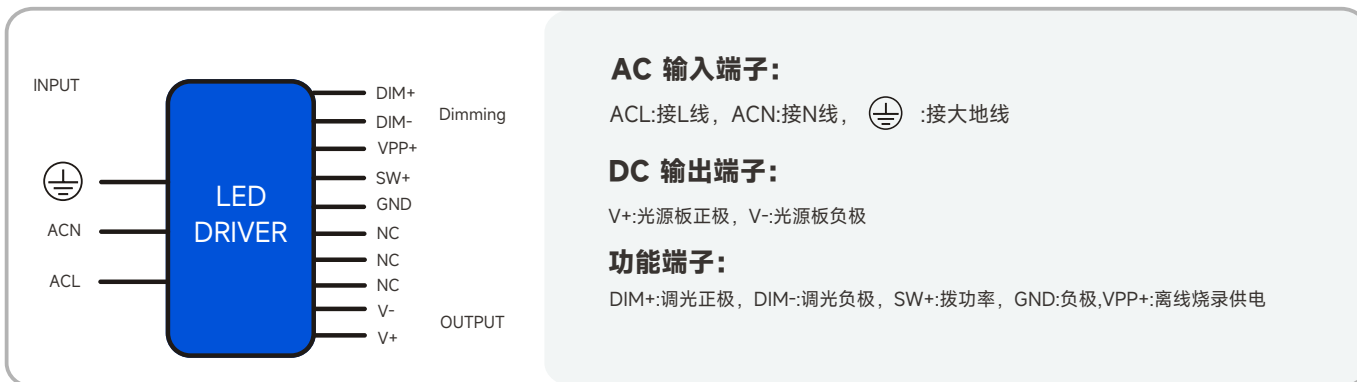 INPUT
ACN
ACL
LED
DRIVER
DIM+
DIM-
VPP+
SW+
GND
NC
NC
NC
V-
V+
Dimming
OUTPUT
AC 输入端子：
ACL:接L线，ACN:接N线， :接大地线
DC 输出端子：
V+:光源板正极，V-:光源板负极
功能端子：
DIM+:调光正极，DIM-:调光负极，SW+:拨功率，GND:负极,VPP+:离线烧录供电